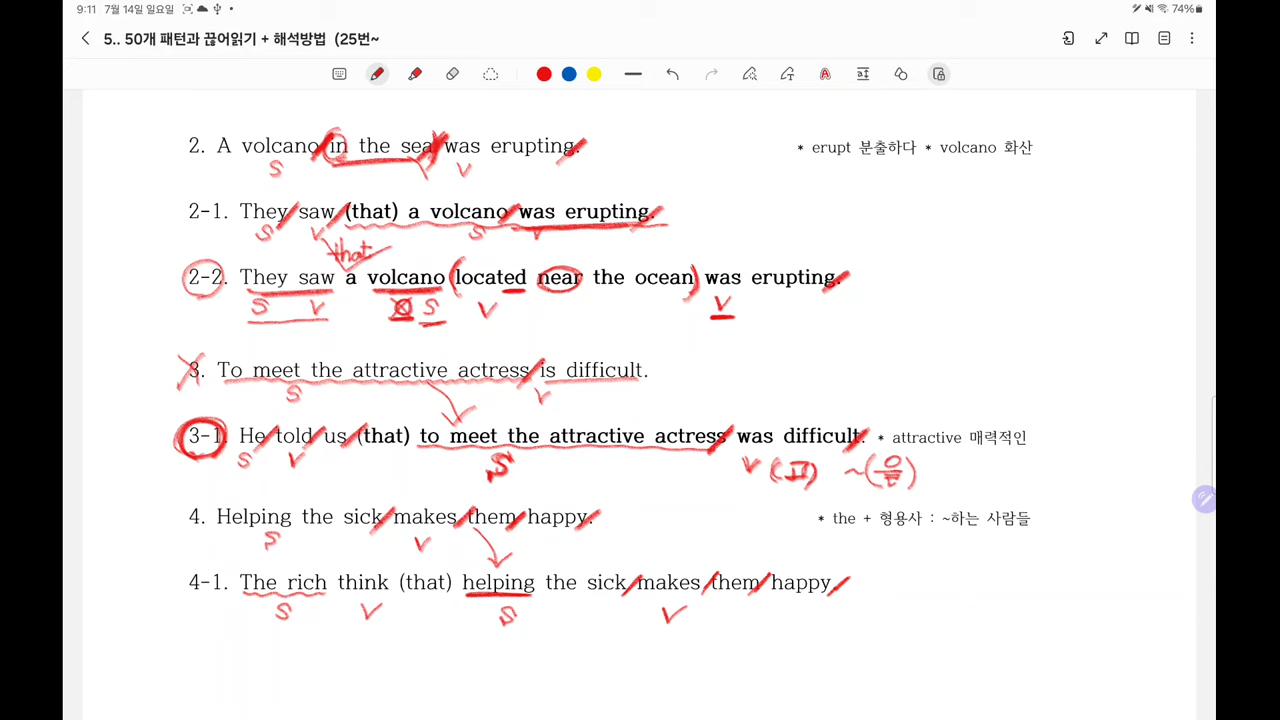 9:11 7월 14일 일요일 74%
5.. 50개 패턴과 끊어읽기 + 해석방법 (25번~
2. A volcano in the sea was erupting. * erupt 분출하다 * volcano 화산
S V
2-1. They saw (that) a volcano was erupting.
S V S V
that
2-2. They saw a volcano (located near the ocean) was erupting.
S V S V V
3. To meet the attractive actress is difficult.
S V
3-1. He told us (that) to meet the attractive actress was difficult. * attractive 매력적인
S V S V
4. Helping the sick makes them happy. * the + 형용사 : ~하는 사람들
S V
4-1. The rich think (that) helping the sick makes them happy.
S V S V